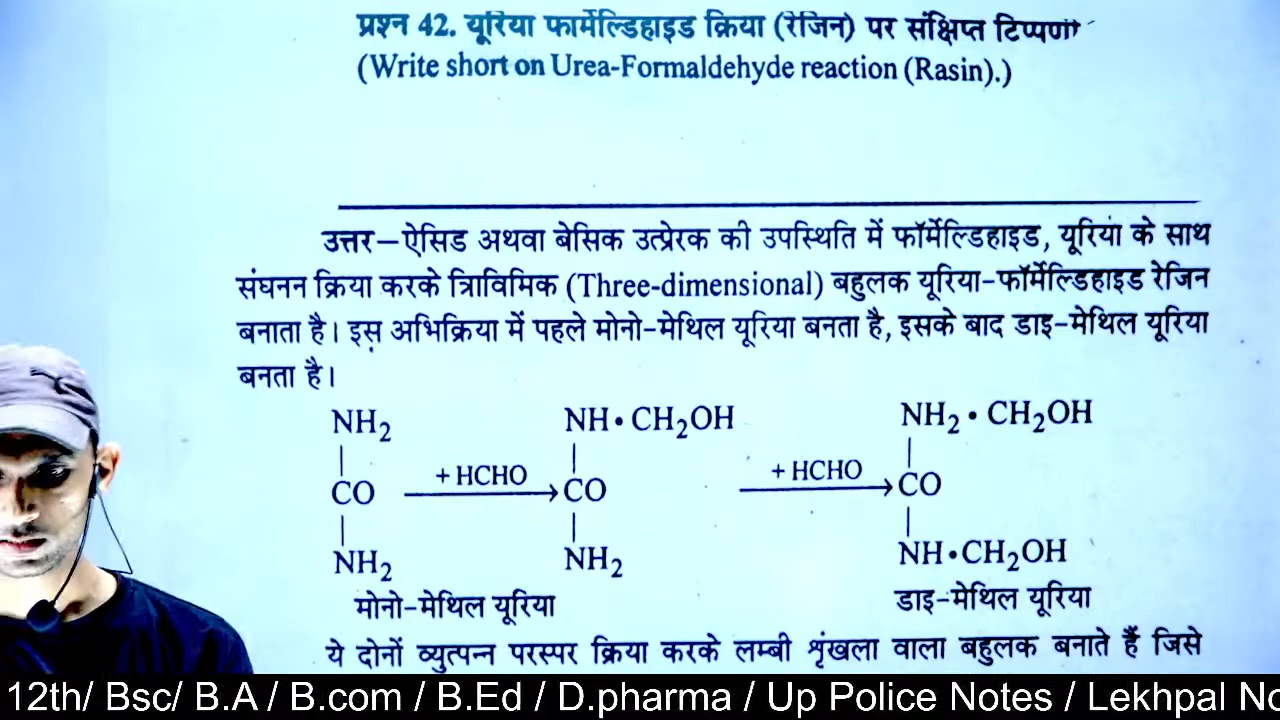 प्रश्न 42. यूरिया फार्मेल्डिहाइड क्रिया (रेजिन) पर संक्षिप्त टिप्पणी
(Write short on Urea-Formaldehyde reaction (Rasin).)
उत्तर–ऐसिड अथवा बेसिक उत्प्रेरक की उपस्थिति में फॉर्मेल्डिहाइड, यूरिया के साथ
संघनन क्रिया करके त्रिाविमिक (Three-dimensional) बहुलक यूरिया-फॉर्मेल्डिहाइड रेजिन
बनाता है। इस अभिक्रिया में पहले मोनो-मेथिल यूरिया बनता है, इसके बाद डाइ-मेथिल यूरिया
बनता है।
NH₂ NH•CH₂OH NH₂•CH₂OH
CO +HCHO CO +HCHO CO
NH₂ NH₂ NH•CH₂OH
मोनो-मेथिल यूरिया डाइ-मेथिल यूरिया
ये दोनों व्युत्पन्न परस्पर क्रिया करके लम्बी शृंखला वाला बहुलक बनाते हैं जिसे
12th/ Bsc/ B.A / B.com / B.Ed / D.pharma / Up Police Notes / Lekhpal No